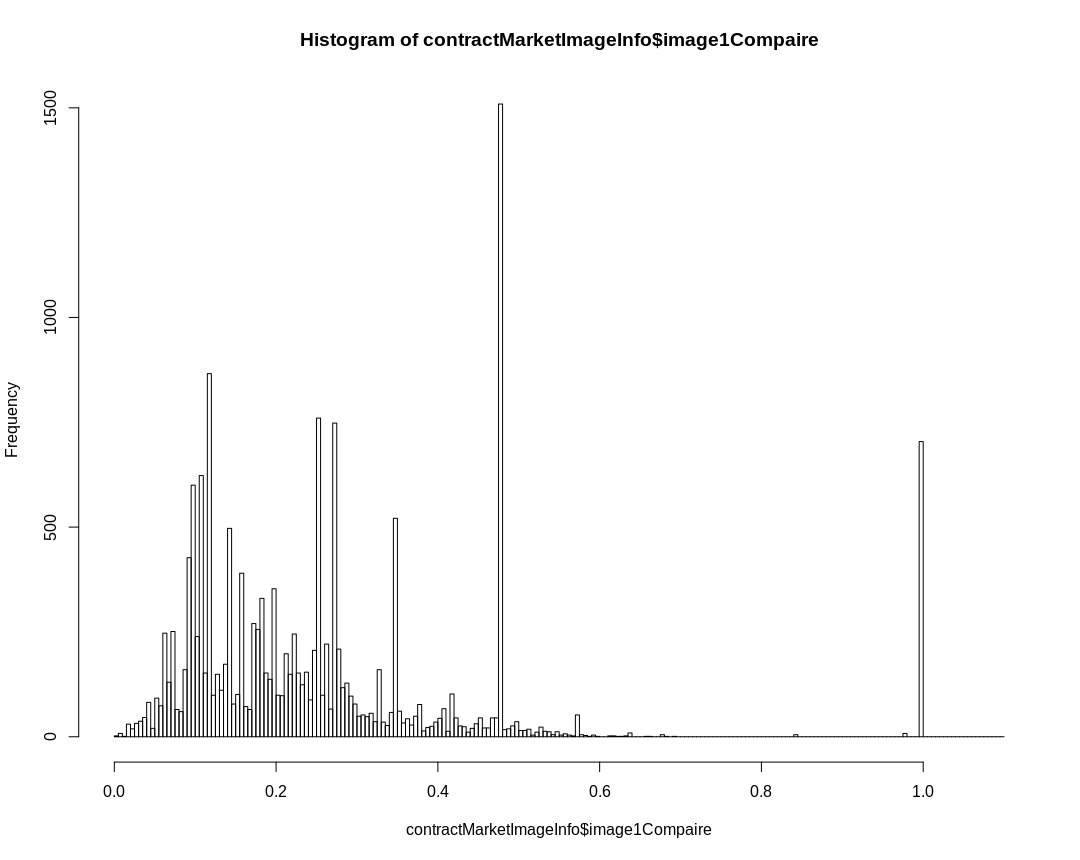 Histogram of contractMarketImageInfo$image1Compaire
Frequency
1500
1000
500
0
0.0 0.2 0.4 0.6 0.8 1.0
contractMarketImageInfo$image1Compaire